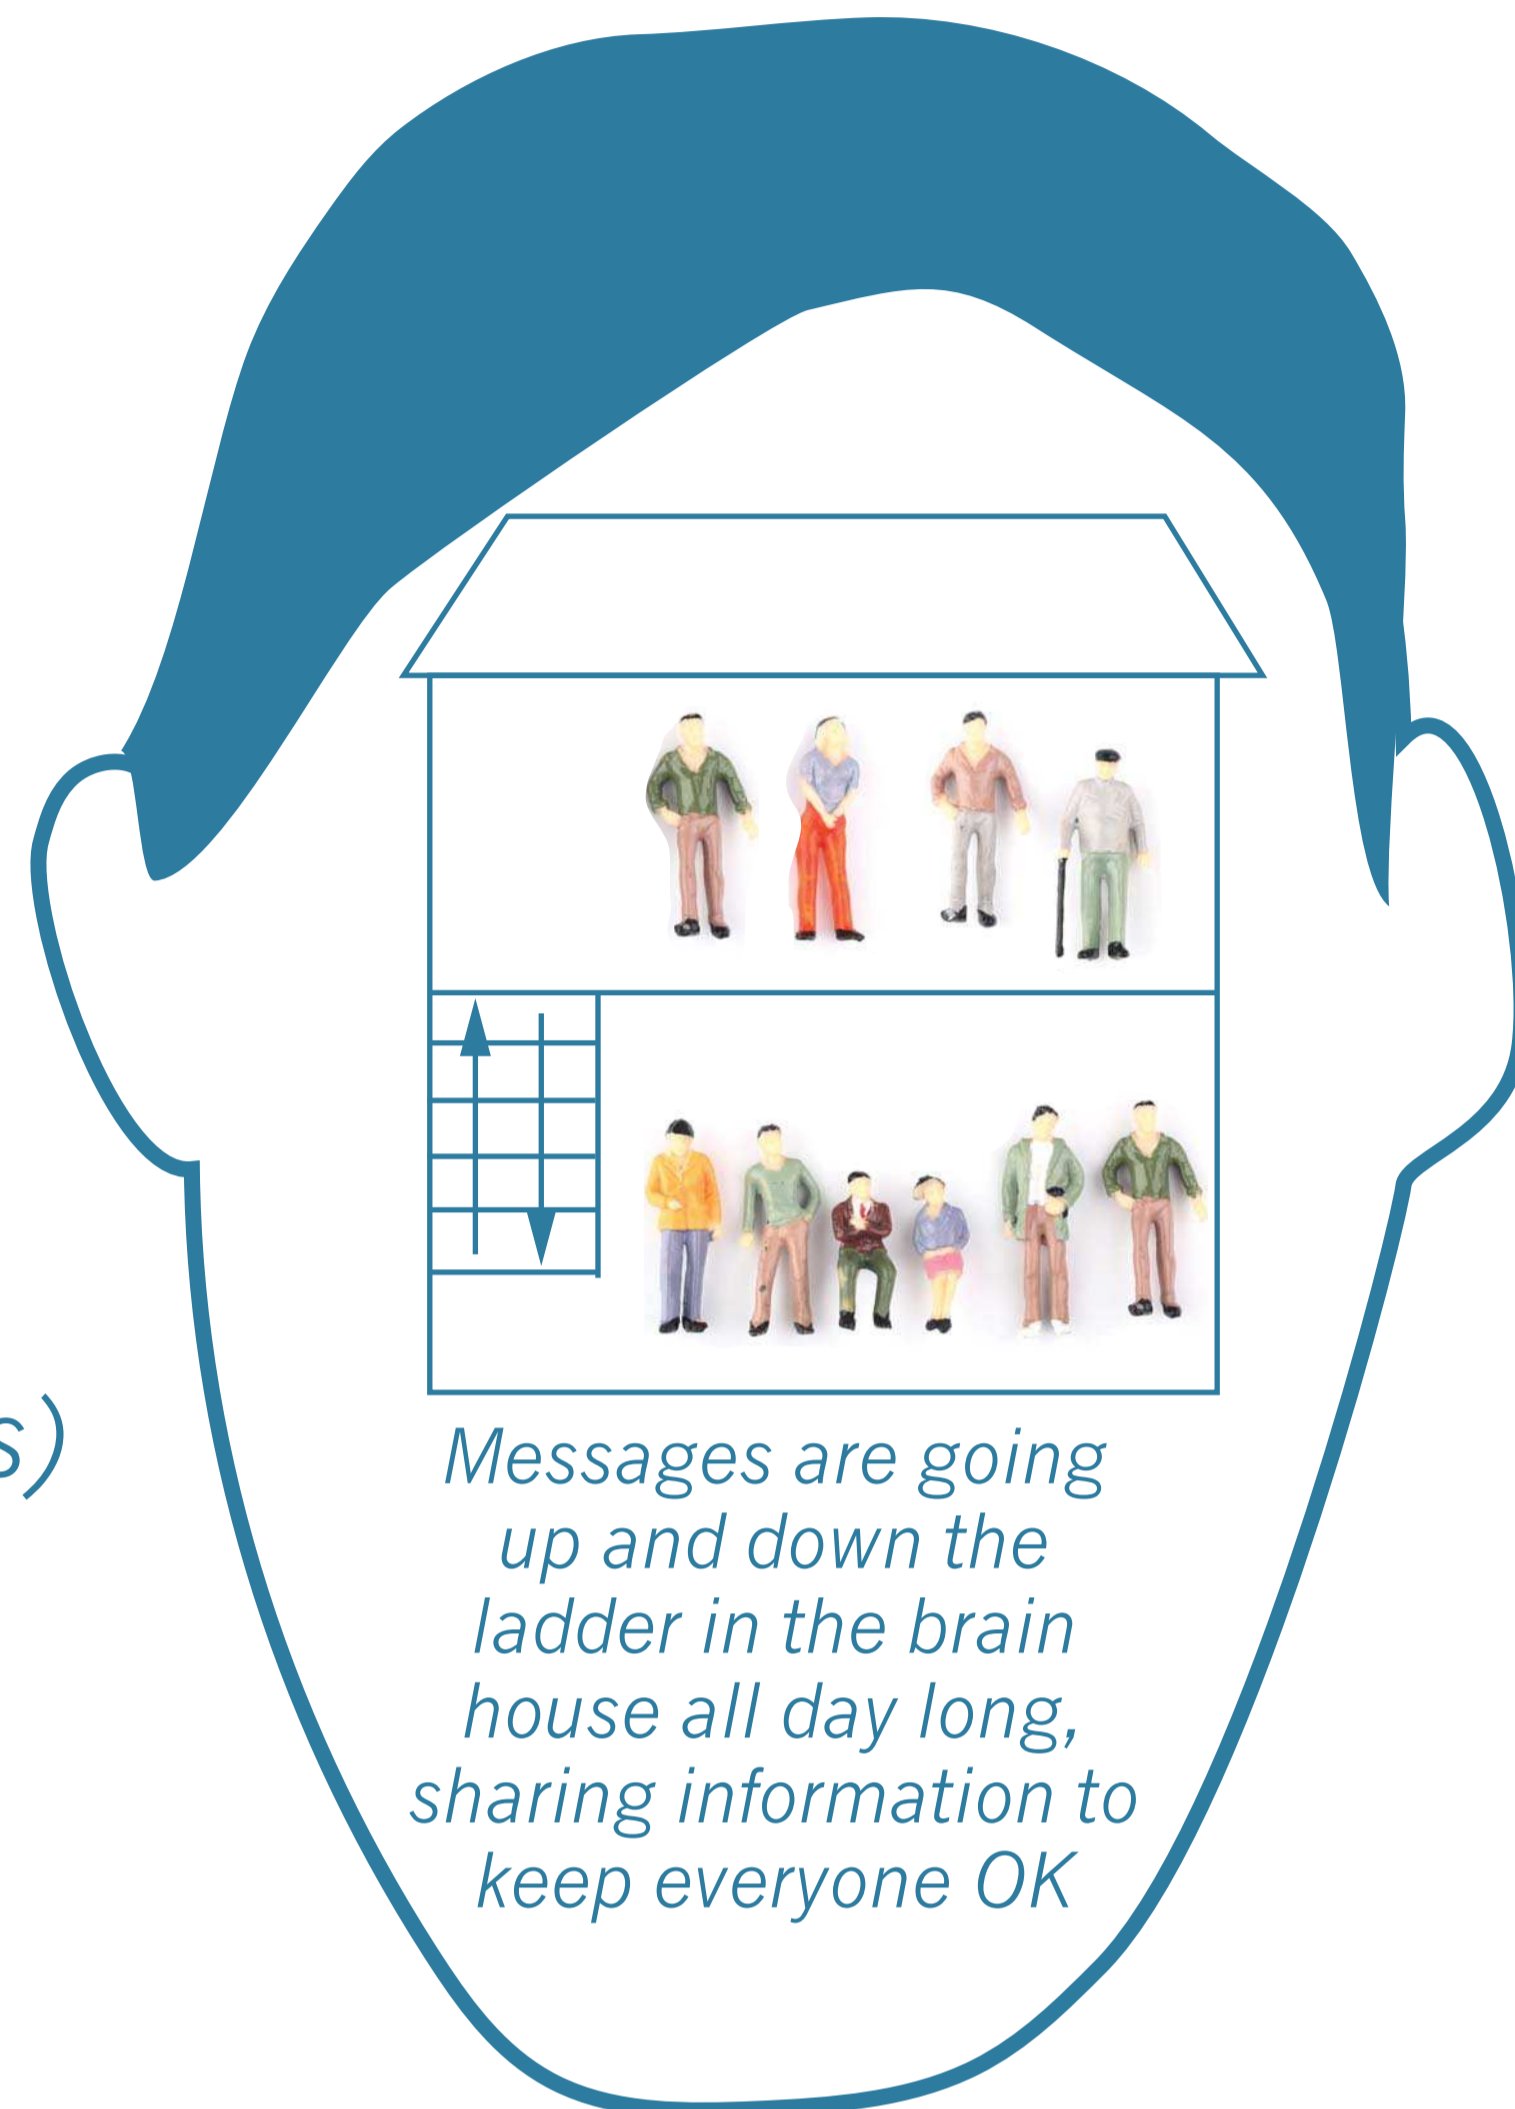 s)
Messages are going
up and down the
ladder in the brain
house all day long,
sharing information to
keep everyone OK